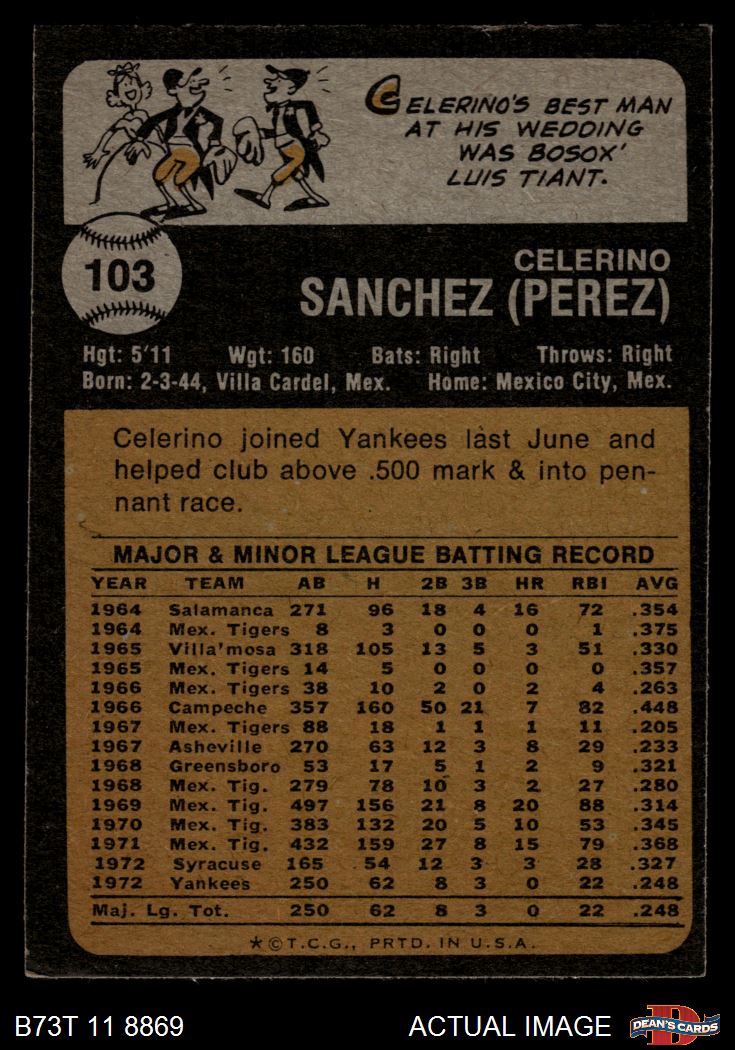 CELERINO'S BEST MAN
AT HIS WEDDING
WAS BOSOX'
LUIS TIANT.
103
CELERINO
SANCHEZ (PEREZ)
Hgt: 5'11 Wgt: 160 Bats: Right Throws: Right
Born: 2-3-44, Villa Cardel, Mex. Home: Mexico City, Mex.
Celerino joined Yankees last June and
helped club above .500 mark & into pen-
nant race.
MAJOR & MINOR LEAGUE BATTING RECORD
YEAR TEAM AB H 2B 3B HR RBI AVG
1964 Salamanca 271 96 18 4 16 72 .354
1964 Mex. Tigers 8 3 0 0 0 1 .375
1965 Villa'mosa 318 105 13 5 3 51 .330
1965 Mex. Tigers 14 5 0 0 0 0 .357
1966 Mex. Tigers 38 10 2 0 2 4 .263
1966 Campeche 357 160 50 21 7 82 .448
1967 Mex. Tigers 88 18 1 1 1 11 .205
1967 Asheville 270 63 12 3 8 29 .233
1968 Greensboro 53 17 5 1 2 9 .321
1968 Mex. Tig. 279 78 10 3 2 27 .280
1969 Mex. Tig. 497 156 21 8 20 88 .314
1970 Mex. Tig. 383 132 20 5 10 53 .345
1971 Mex. Tig. 432 159 27 8 15 79 .368
1972 Syracuse 165 54 12 3 3 28 .327
1972 Yankees 250 62 8 3 0 22 .248
Maj. Lg. Tot. 250 62 8 3 0 22 .248
★©T.C.G., PRTD. IN U.S.A.
B73T 11 8869 ACTUAL IMAGE DEAN'S CARDS